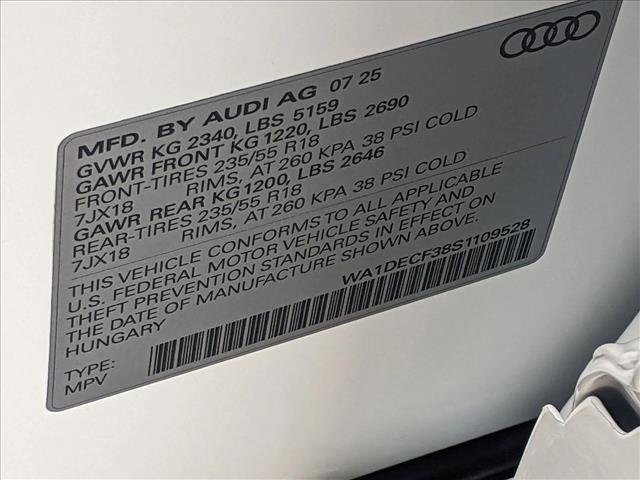 MFD. BY AUDI AG 07 25
GVWR KG 2340, LBS 5159
GAWR FRONT KG 1220, LBS 2690
FRONT-TIRES 235/55 R18
7JX18 RIMS, AT 260 KPA 38 PSI COLD
GAWR REAR KG1200, LBS 2646
REAR-TIRES 235/55 R18
7JX18 RIMS, AT 260 KPA 38 PSI COLD
THIS VEHICLE CONFORMS TO ALL APPLICABLE
U.S. FEDERAL MOTOR VEHICLE SAFETY AND
THEFT PREVENTION STANDARDS IN EFFECT ON
THE DATE OF MANUFACTURE SHOWN ABOVE.
HUNGARY WA1DECF38S1109528
TYPE:
MPV